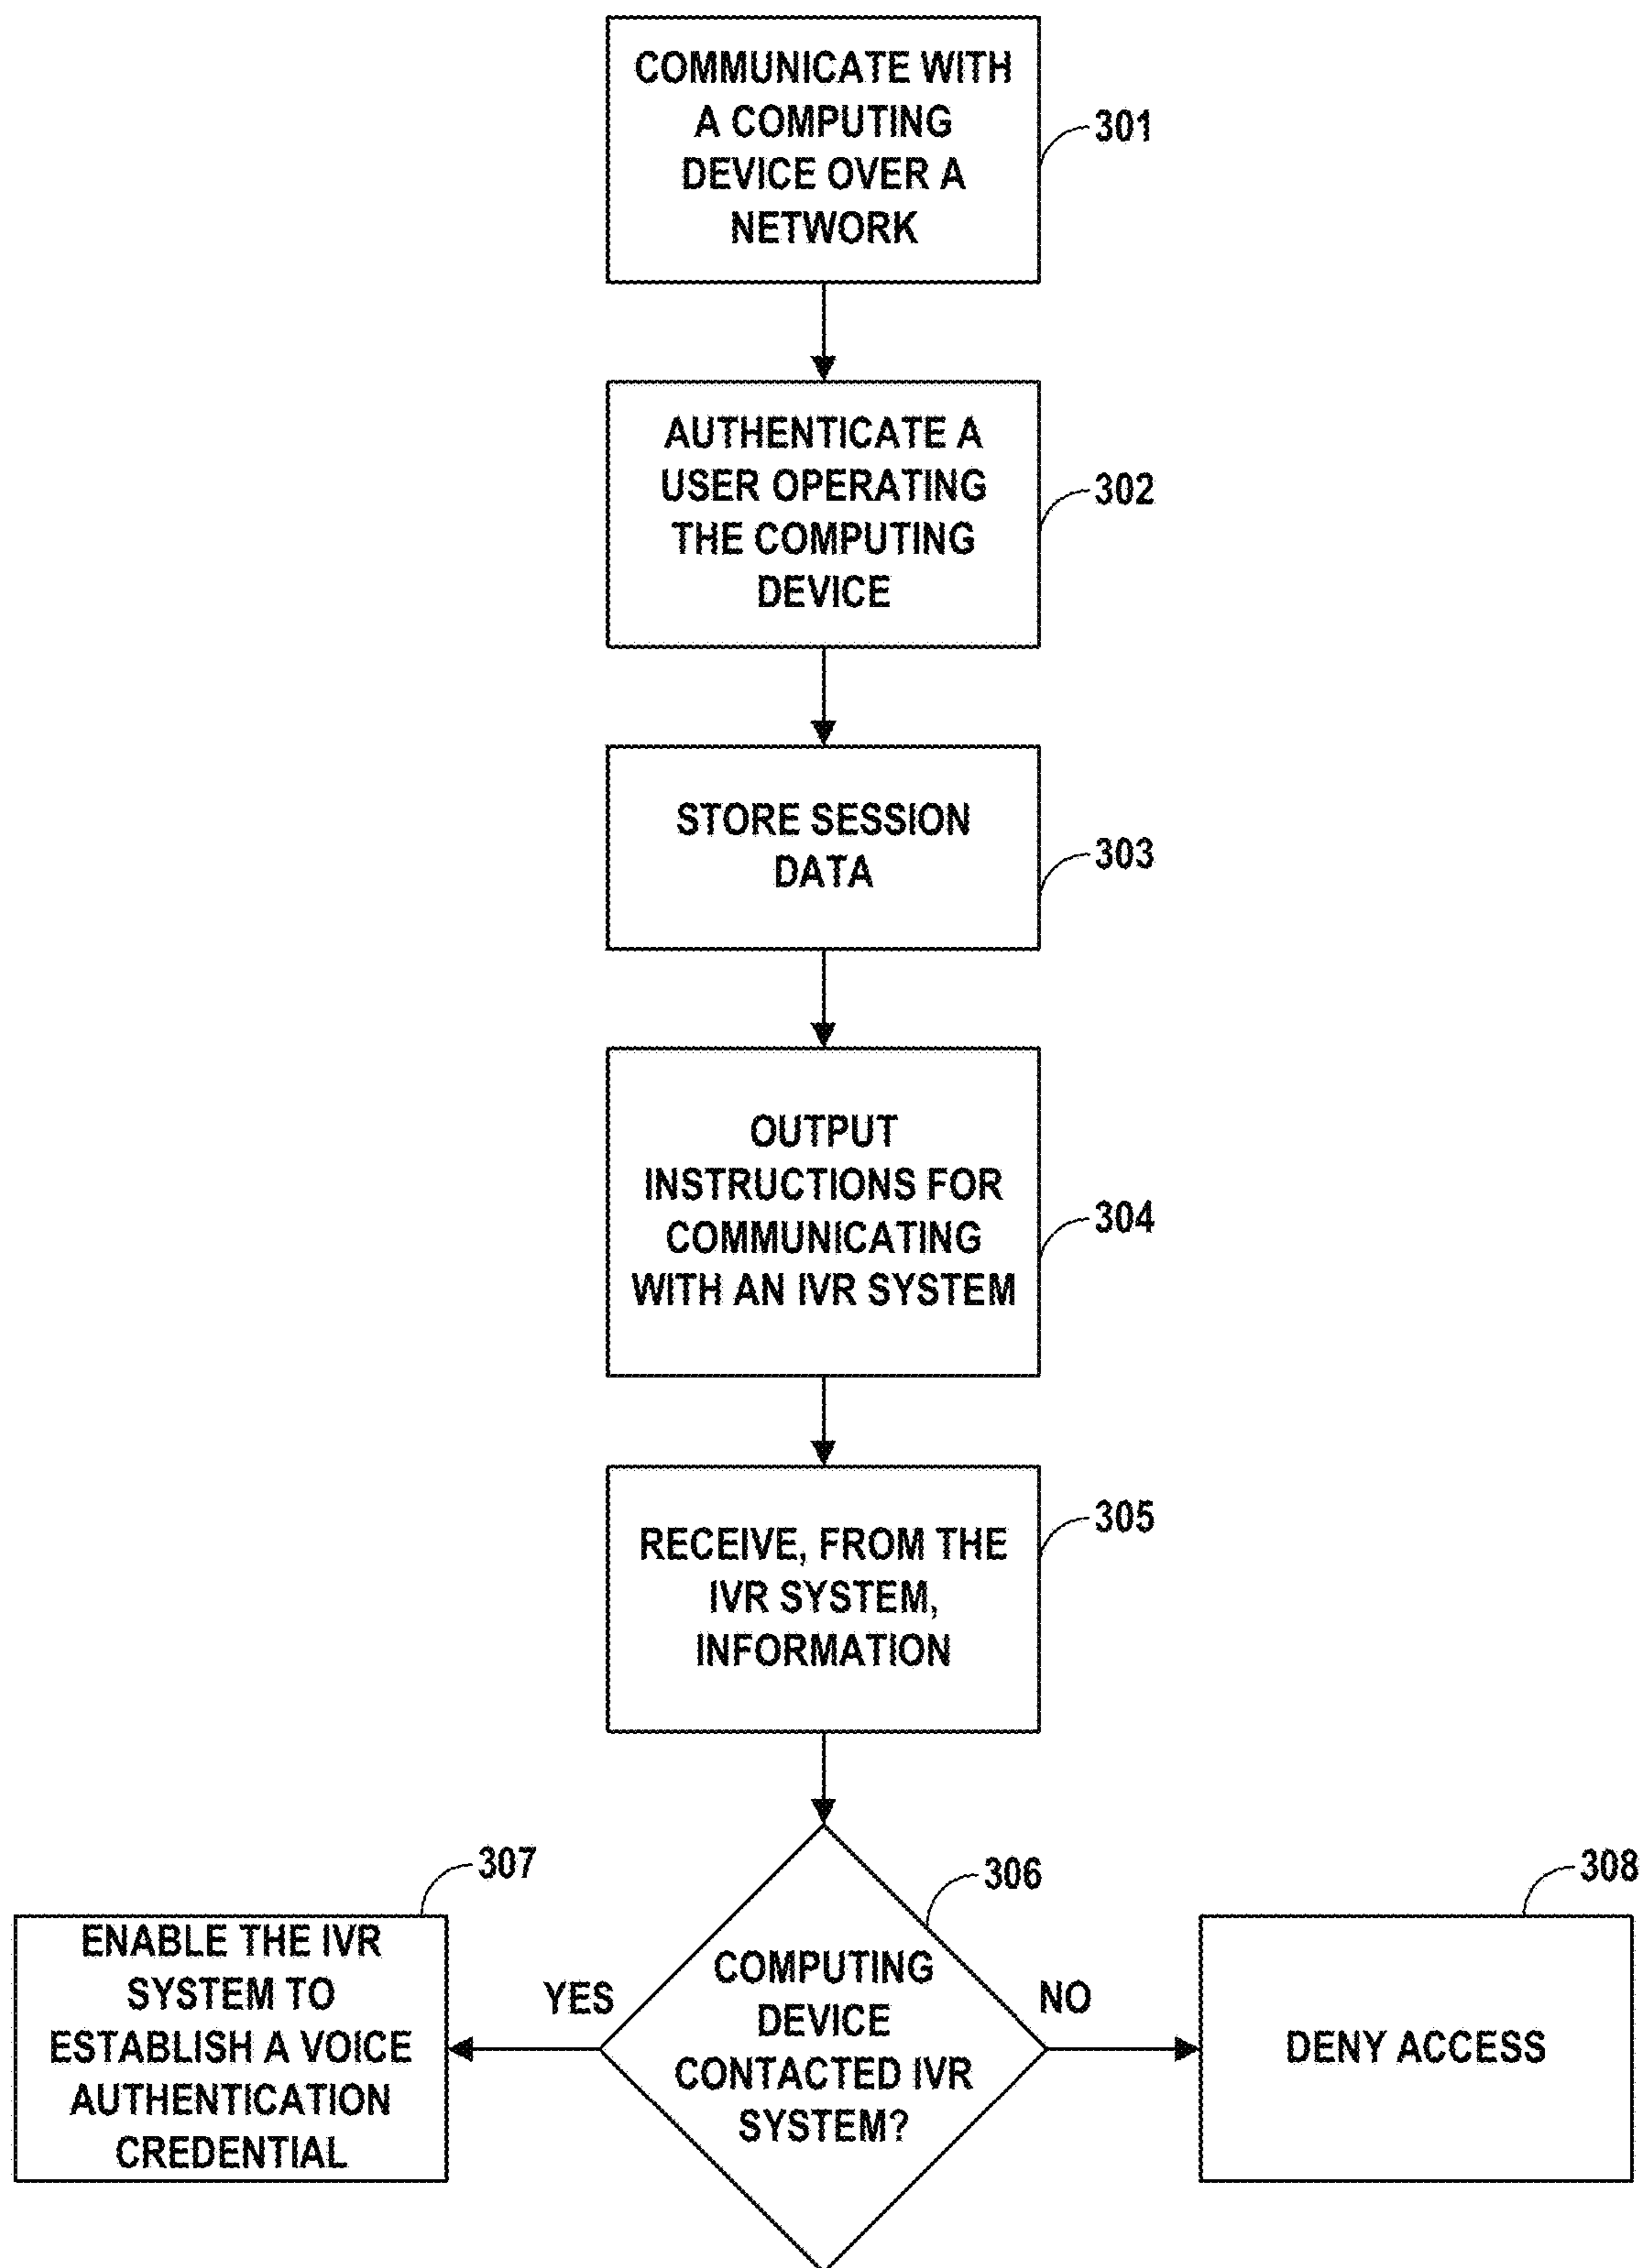 COMMUNICATE WITH
A COMPUTING
DEVICE OVER A
NETWORK
301
AUTHENTICATE A
USER OPERATING
THE COMPUTING
DEVICE
302
STORE SESSION
DATA
303
OUTPUT
INSTRUCTIONS FOR
COMMUNICATING
WITH AN IVR SYSTEM
304
RECEIVE, FROM THE
IVR SYSTEM,
INFORMATION
305
307
ENABLE THE IVR
SYSTEM TO
ESTABLISH A VOICE
AUTHENTICATION
CREDENTIAL
YES
306
COMPUTING
DEVICE
CONTACTED IVR
SYSTEM?
NO
308
DENY ACCESS